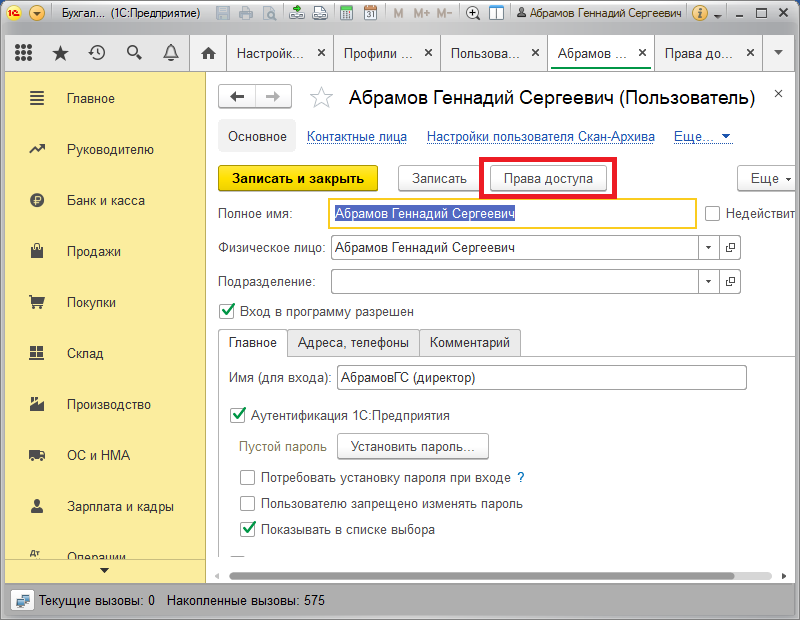 1С Бухгал... (1С:Предприятие) 31 M M+ M- Абрамов Геннадий Сергеевич i
Настройк... × Профили ... × Пользова... × Абрамов ... × Права до... ×
Главное
Руководителю
Банк и касса
Продажи
Покупки
Склад
Производство
ОС и НМА
Зарплата и кадры
Дт Операции
Абрамов Геннадий Сергеевич (Пользователь) ×
Основное Контактные лица Настройки пользователя Скан-Архива Еще...
Записать и закрыть Записать Права доступа Еще
Полное имя: Абрамов Геннадий Сергеевич Недействит
Физическое лицо: Абрамов Геннадий Сергеевич
Подразделение:
Вход в программу разрешен
Главное Адреса, телефоны Комментарий
Имя (для входа): АбрамовГС (директор)
Аутентификация 1С:Предприятия
Пустой пароль Установить пароль...
Потребовать установку пароля при входе ?
Пользователю запрещено изменять пароль
Показывать в списке выбора
Текущие вызовы: 0 Накопленные вызовы: 575